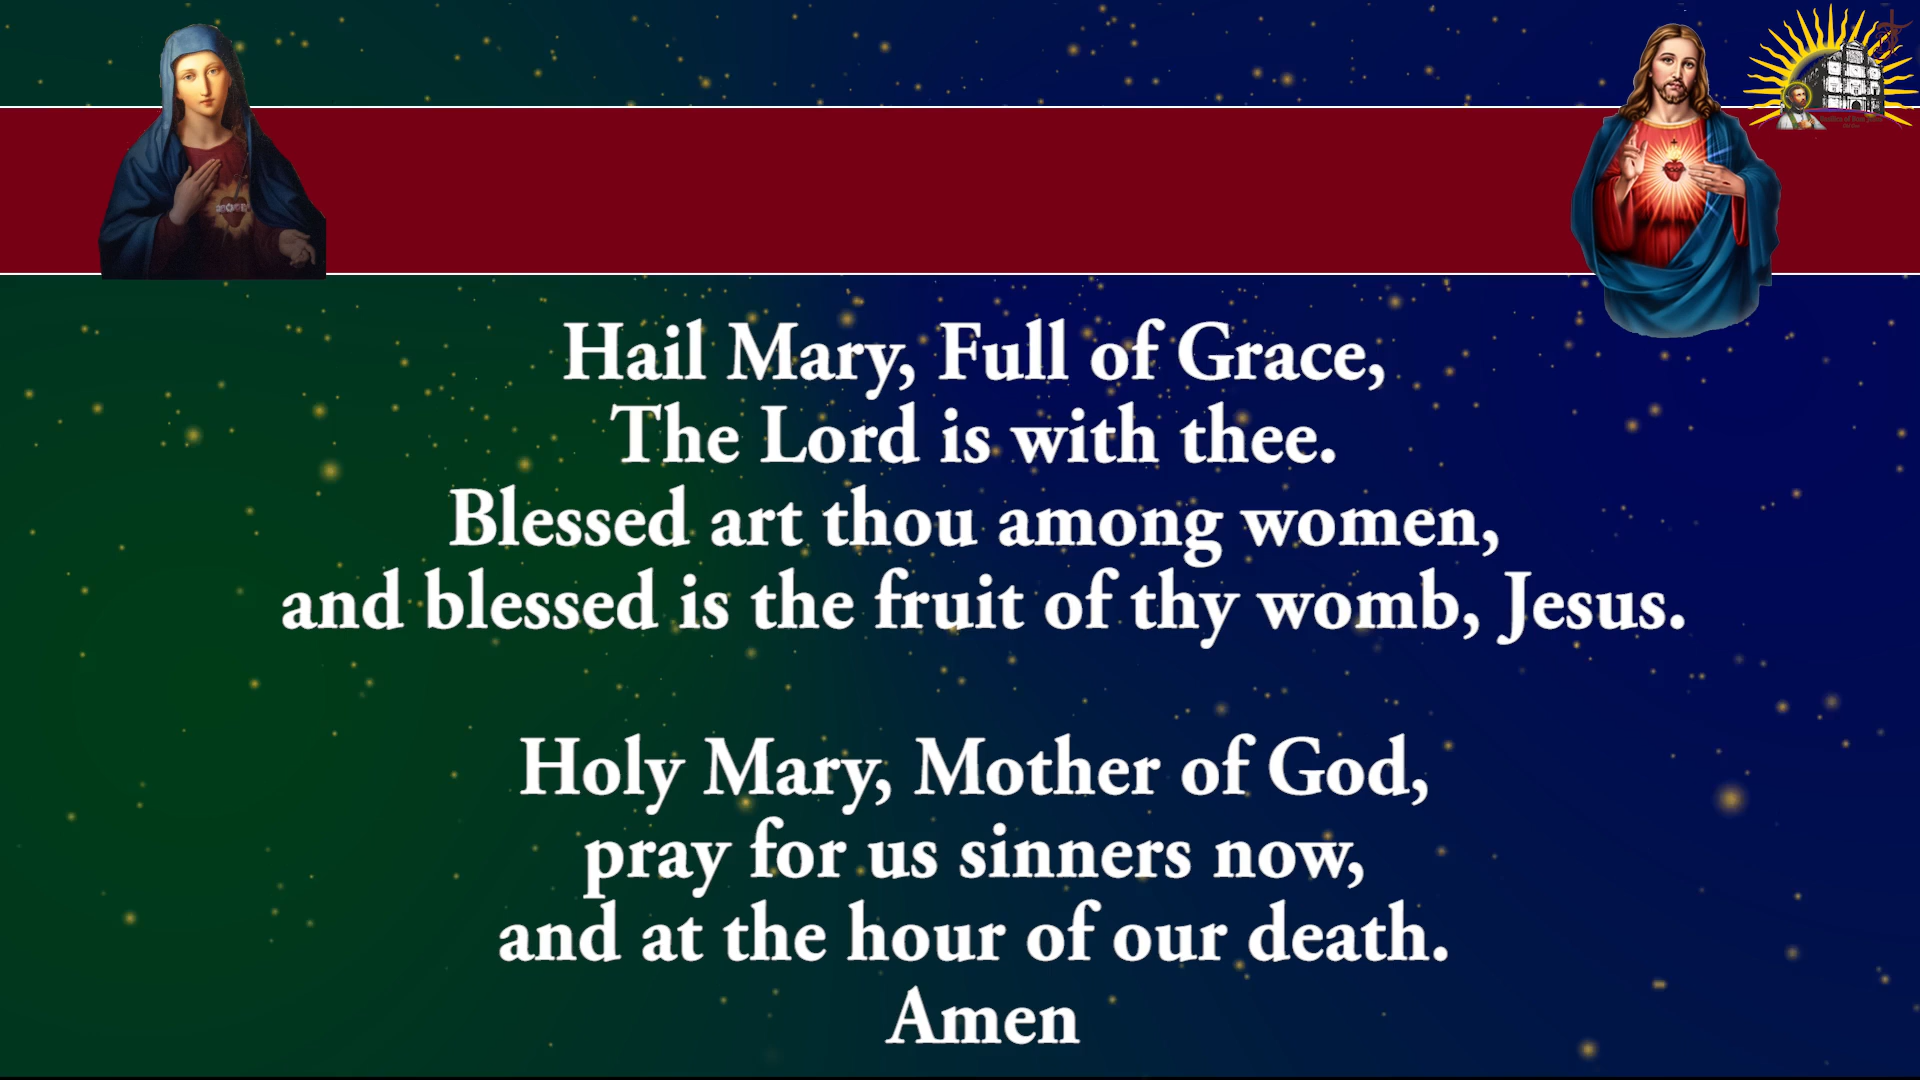 Hail Mary, Full of Grace,
The Lord is with thee.
Blessed art thou among women,
and blessed is the fruit of thy womb, Jesus.
Holy Mary, Mother of God,
pray for us sinners now,
and at the hour of our death.
Amen